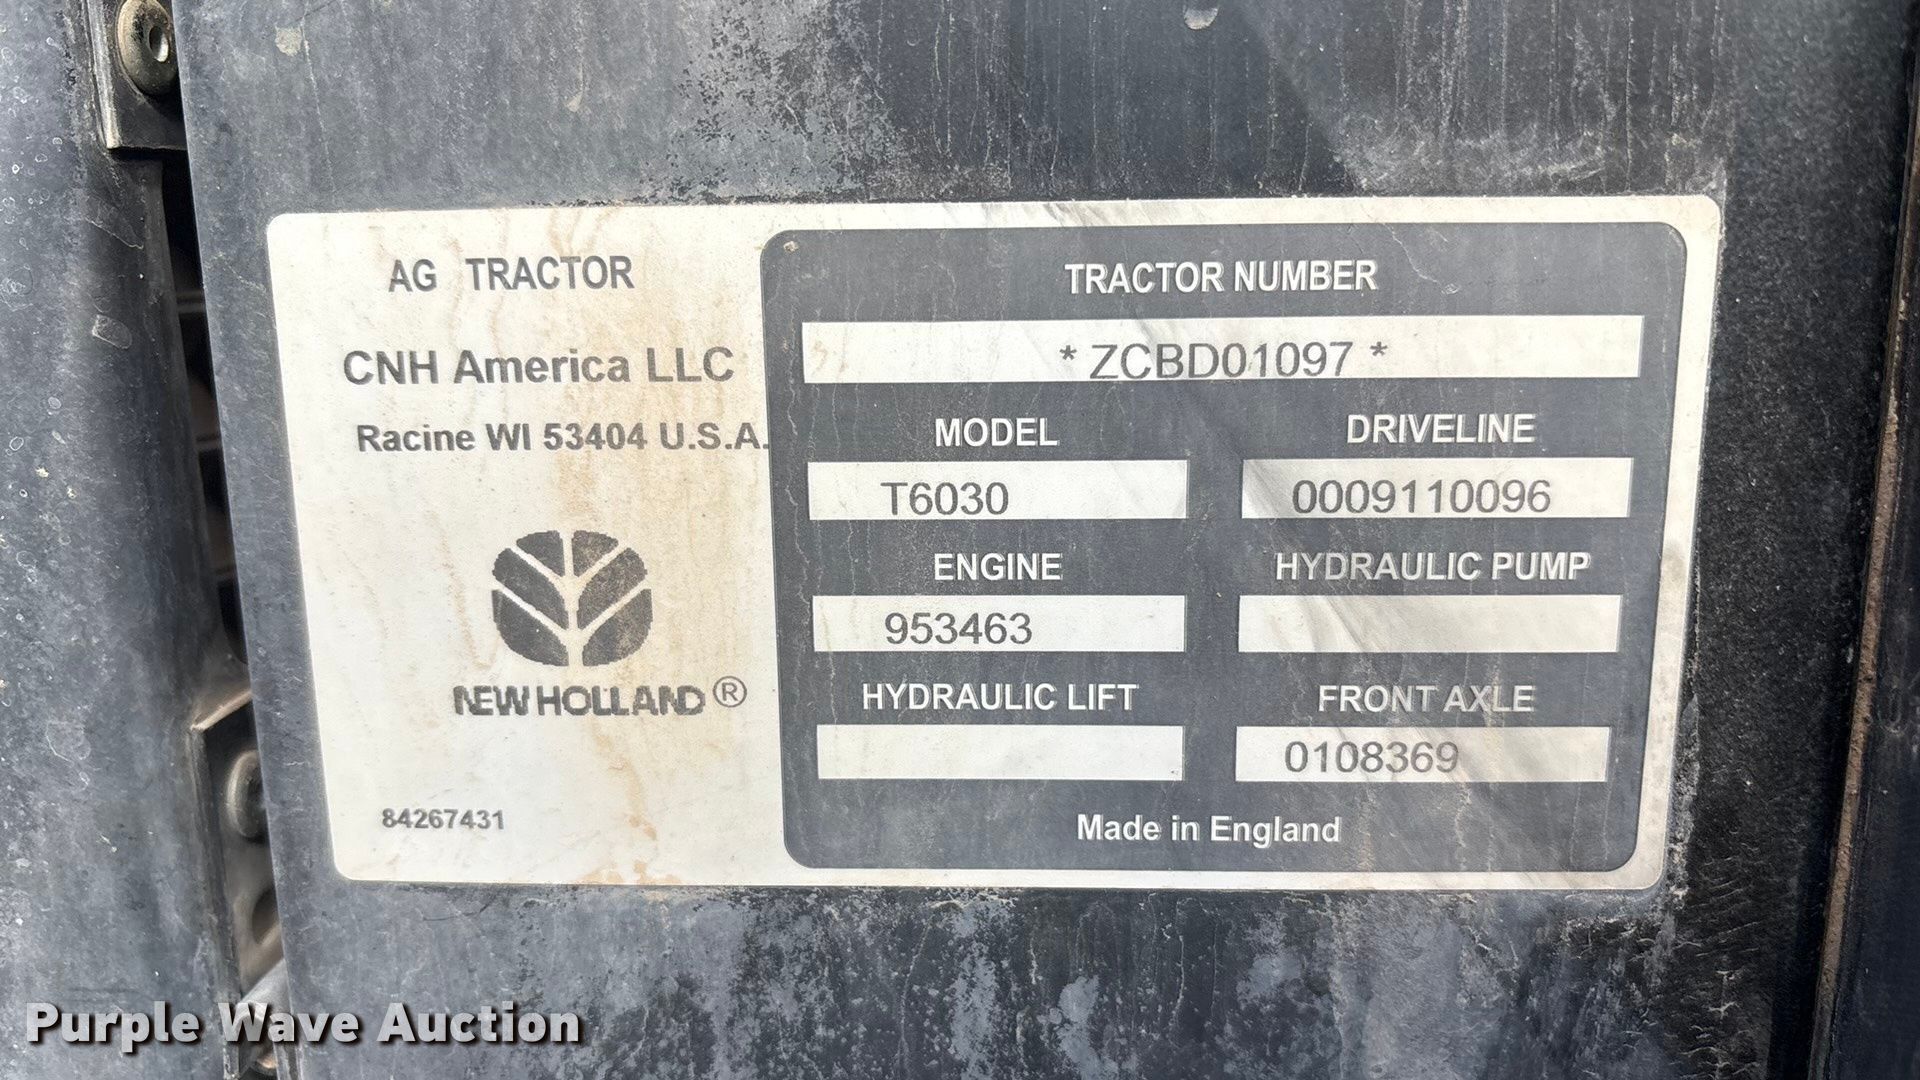 AG TRACTOR
CNH America LLC
Racine WI 53404 U.S.A.
NEW HOLLAND®
84267431
TRACTOR NUMBER
* ZCBD01097 *
MODEL
T6030
DRIVELINE
0009110096
ENGINE
953463
HYDRAULIC PUMP
HYDRAULIC LIFT
FRONT AXLE
0108369
Made in England
Purple Wave Auction